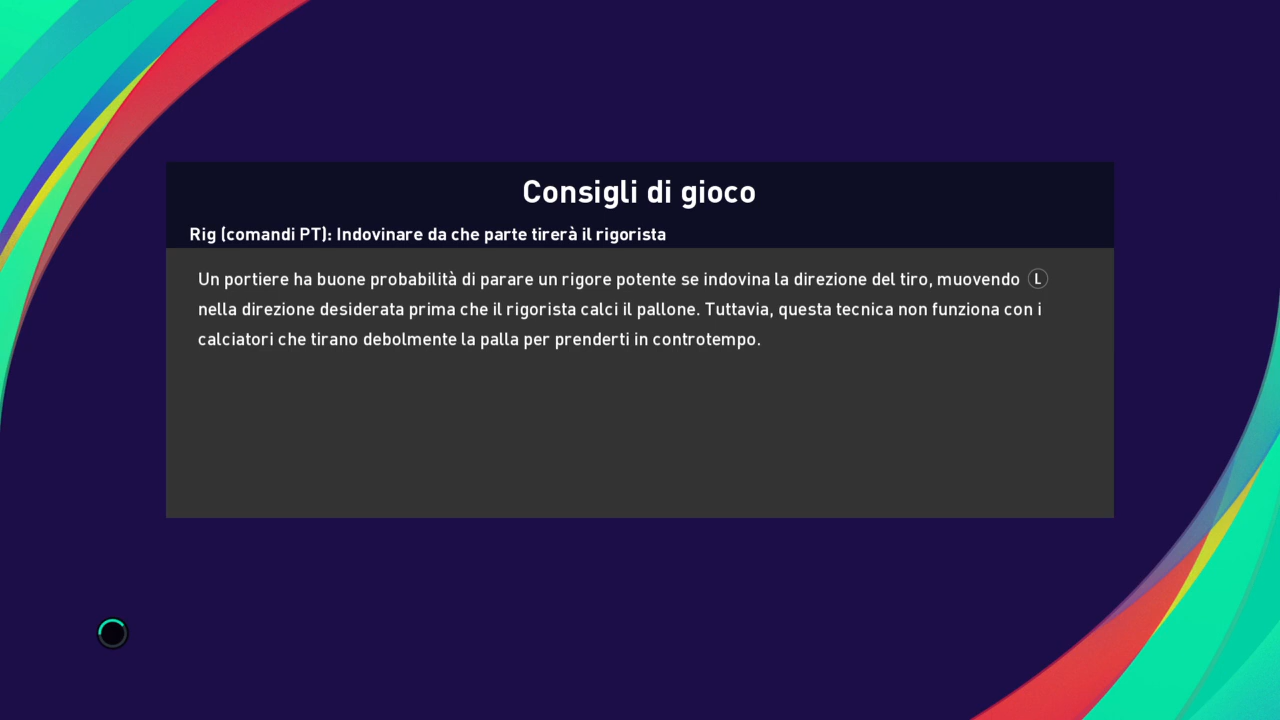 Consigli di gioco
Rig (comandi PT): Indovinare da che parte tirerà il rigorista
Un portiere ha buone probabilità di parare un rigore potente se indovina la direzione del tiro, muovendo L
nella direzione desiderata prima che il rigorista calci il pallone. Tuttavia, questa tecnica non funziona con i
calciatori che tirano debolmente la palla per prenderti in controtempo.